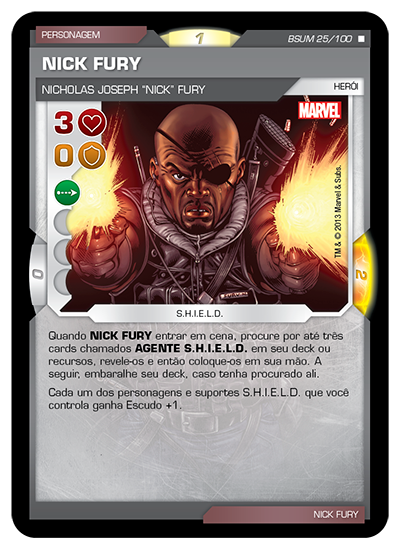 PERSONAGEM
1
BSUM 25/100
NICK FURY
NICHOLAS JOSEPH "NICK" FURY
HERÓI
3
MARVEL
0
TM & © 2013 Marvel & Subs.
0
2
S.H.I.E.L.D.
Quando NICK FURY entrar em cena, procure por até três
cards chamados AGENTE S.H.I.E.L.D. em seu deck ou
recursos, revele-os e então coloque-os em sua mão. A
seguir, embaralhe seu deck, caso tenha procurado ali.
Cada um dos personagens e suportes S.H.I.E.L.D. que você
controla ganha Escudo +1.
NICK FURY